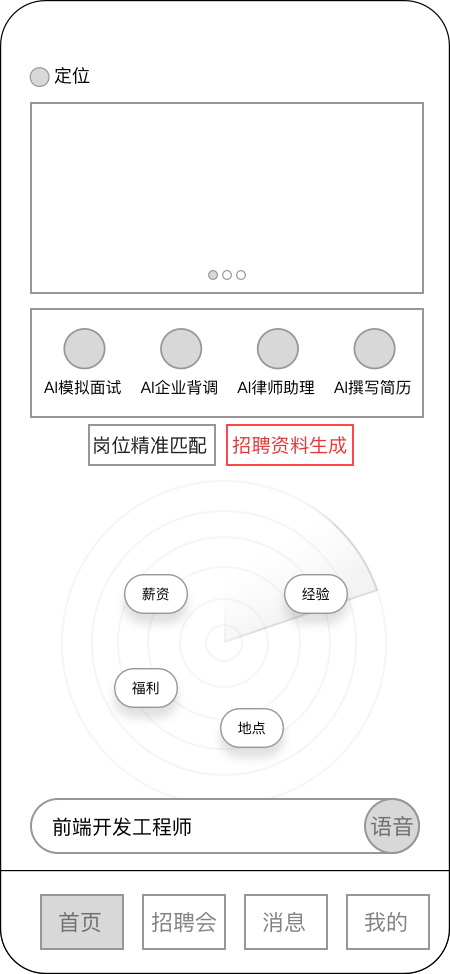 定位
AI模拟面试 AI企业背调 AI律师助理 AI撰写简历
岗位精准匹配 招聘资料生成
薪资 经验
福利
地点
前端开发工程师 语音
首页 招聘会 消息 我的